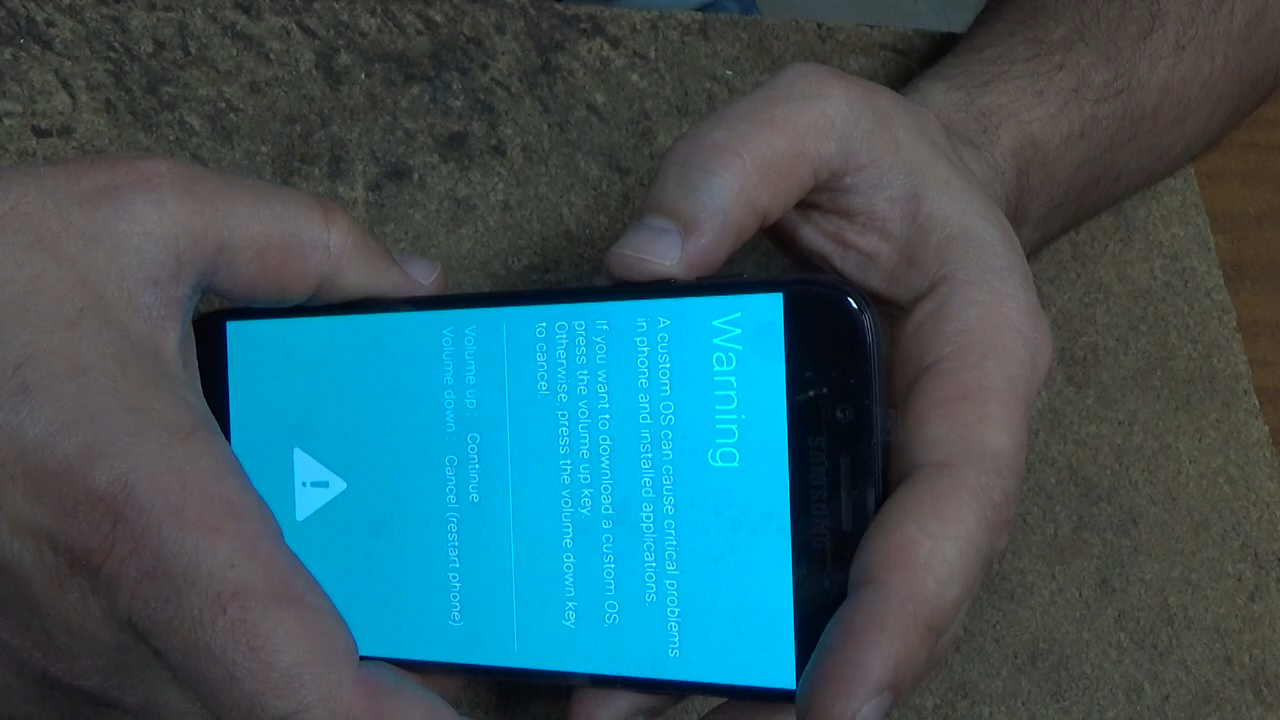 SAMSUNG
Warning
A custom OS can cause critical problems
in phone and installed applications.
If you want to download a custom OS,
press the volume up key.
Otherwise, press the volume down key
to cancel.
Volume up : Continue
Volume down : Cancel (restart phone)